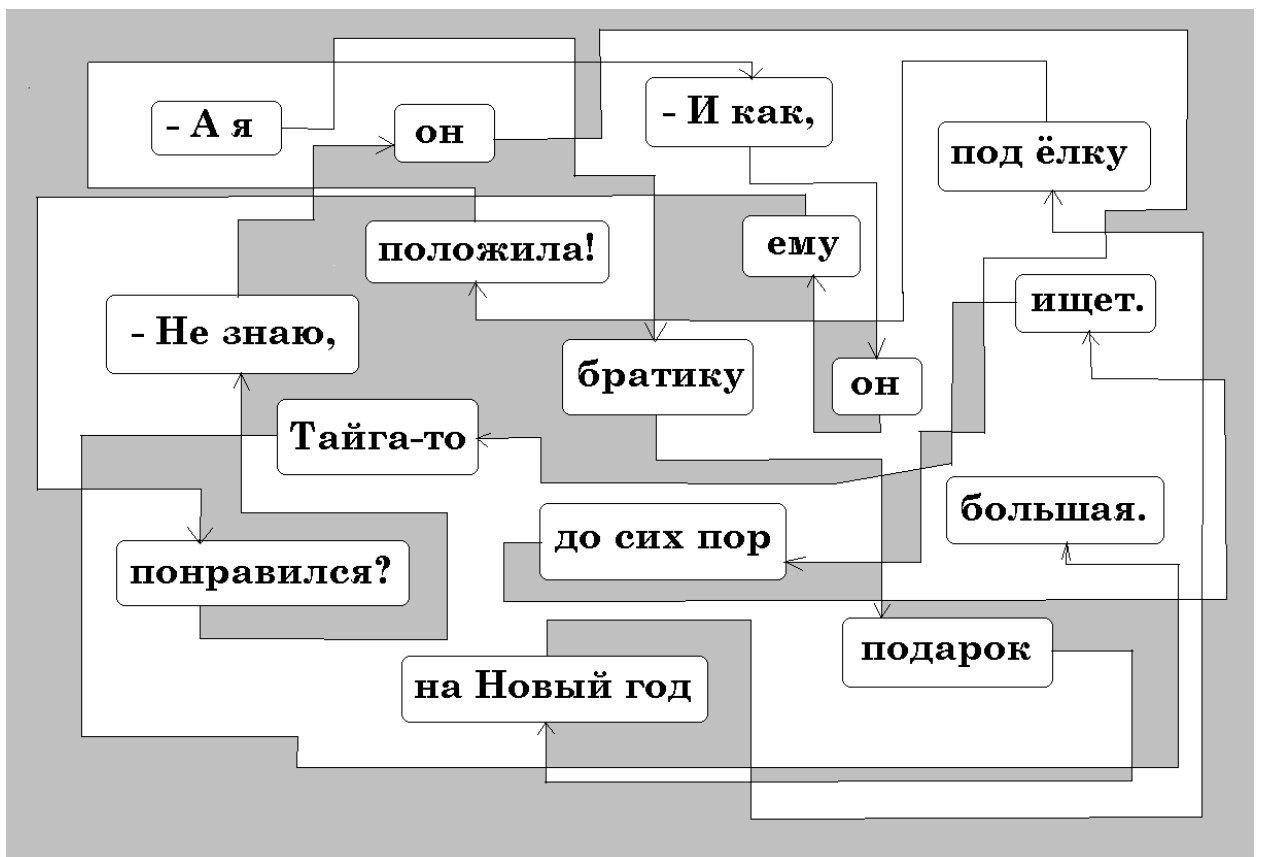 - А я
братику
подарок
на Новый год
под ёлку
положила!
- И как,
он
ему
понравился?
- Не знаю,
он
до сих пор
ищет.
Тайга-то
большая.